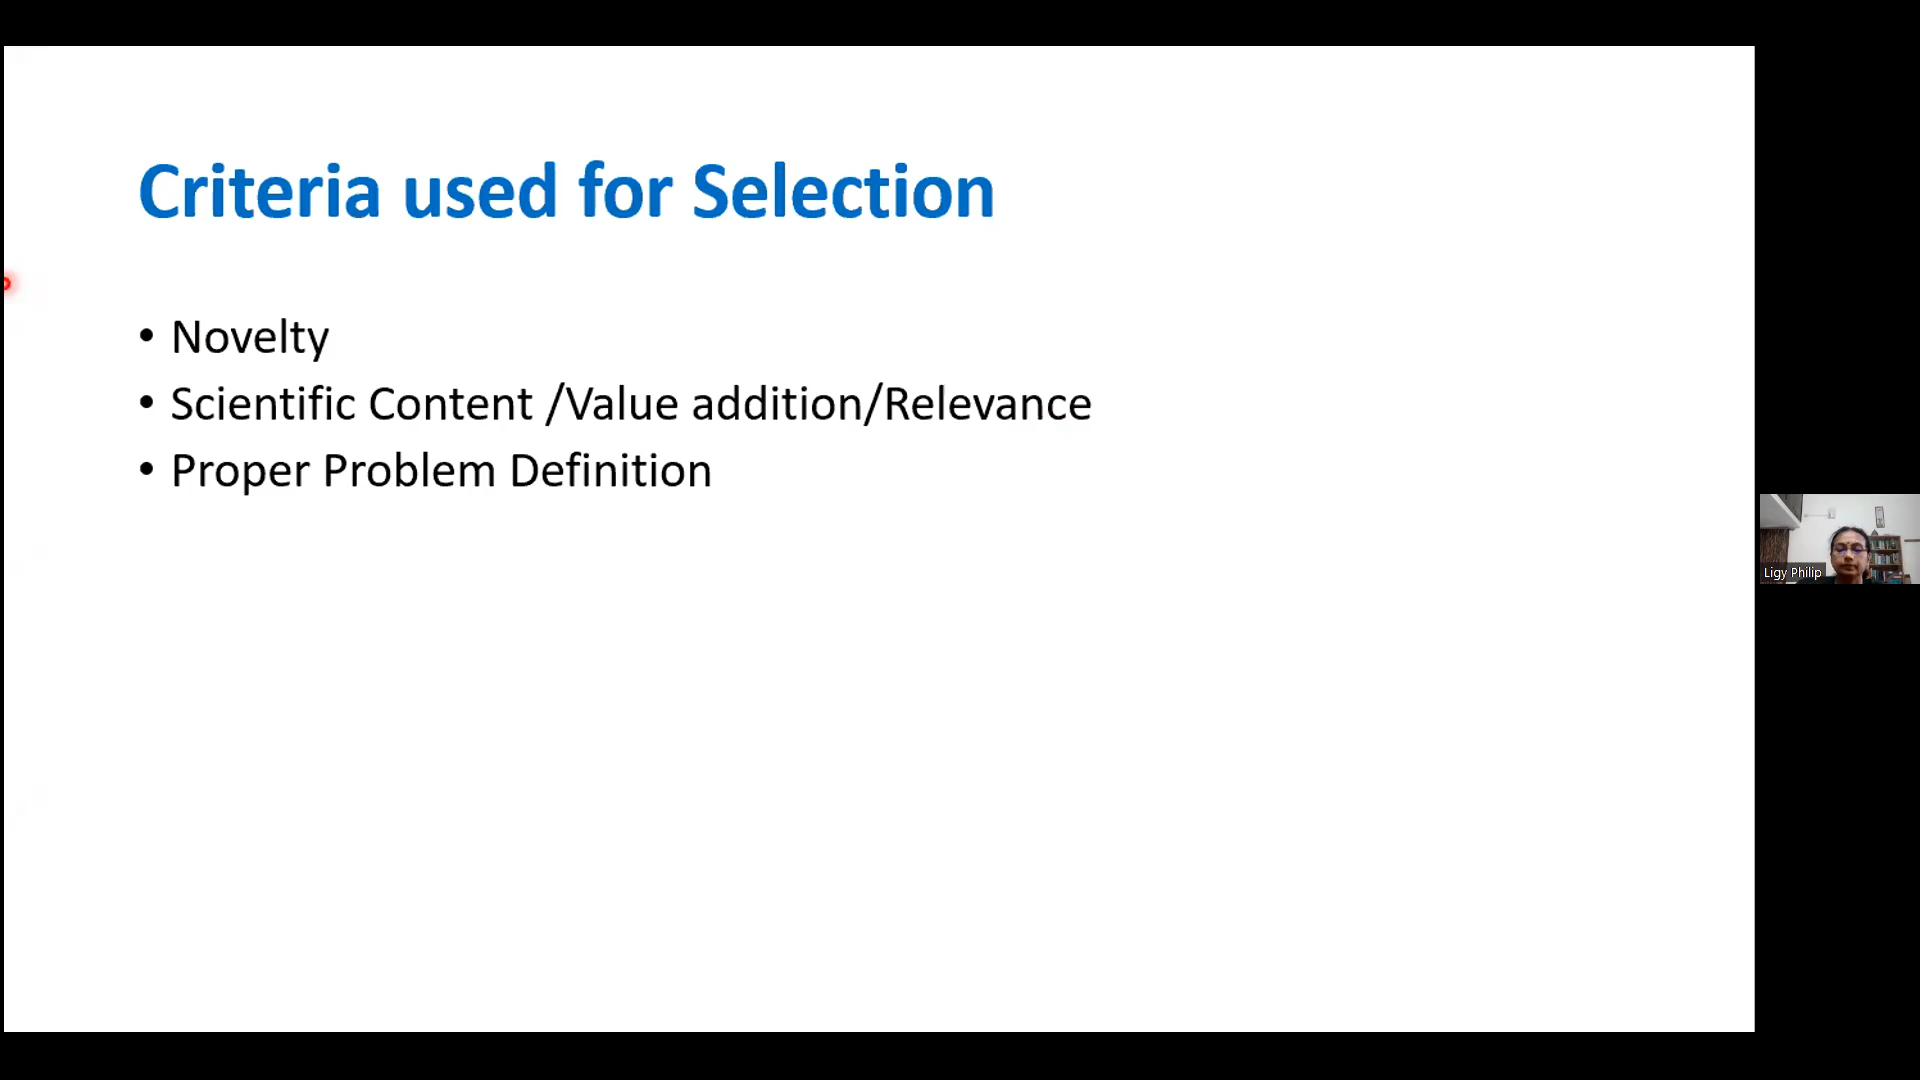 Criteria used for Selection
• Novelty
• Scientific Content /Value addition/Relevance
• Proper Problem Definition
Ligy Philip